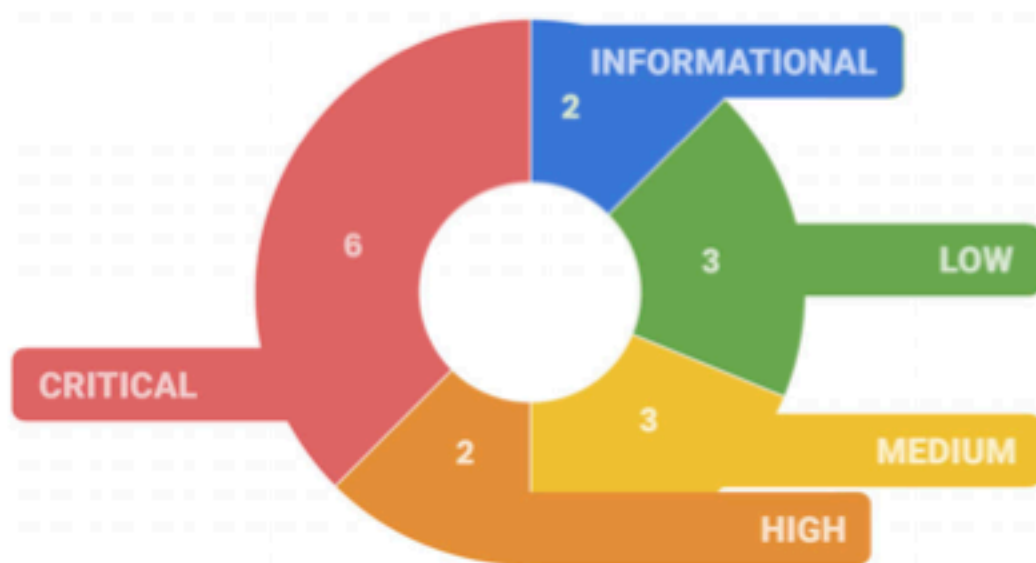 INFORMATIONAL
2
6
3
LOW
CRITICAL
3
MEDIUM
2
HIGH